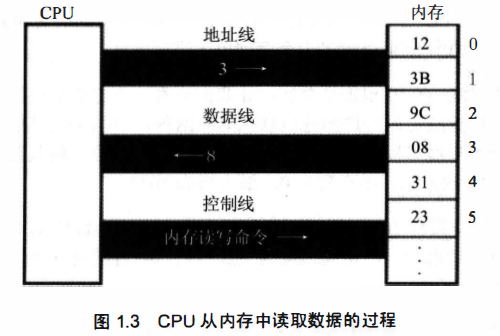 CPU
内存
地址线
12 0
3 →
3B 1
9C 2
数据线
08 3
← 8
31 4
控制线
23 5
内存读写命令 →
图 1.3 CPU 从内存中读取数据的过程